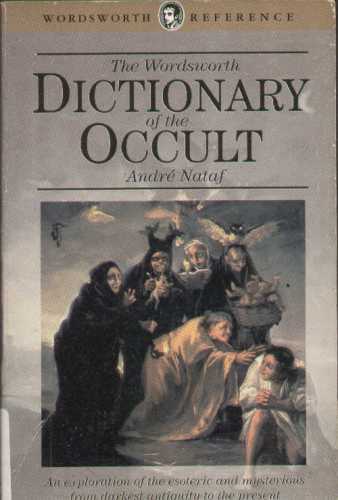 WORDSWORTH REFERENCE
The Wordsworth
DICTIONARY
of the
OCCULT
André Nataf
An exploration of the esoteric and mysterious
from darkest antiquity to the present